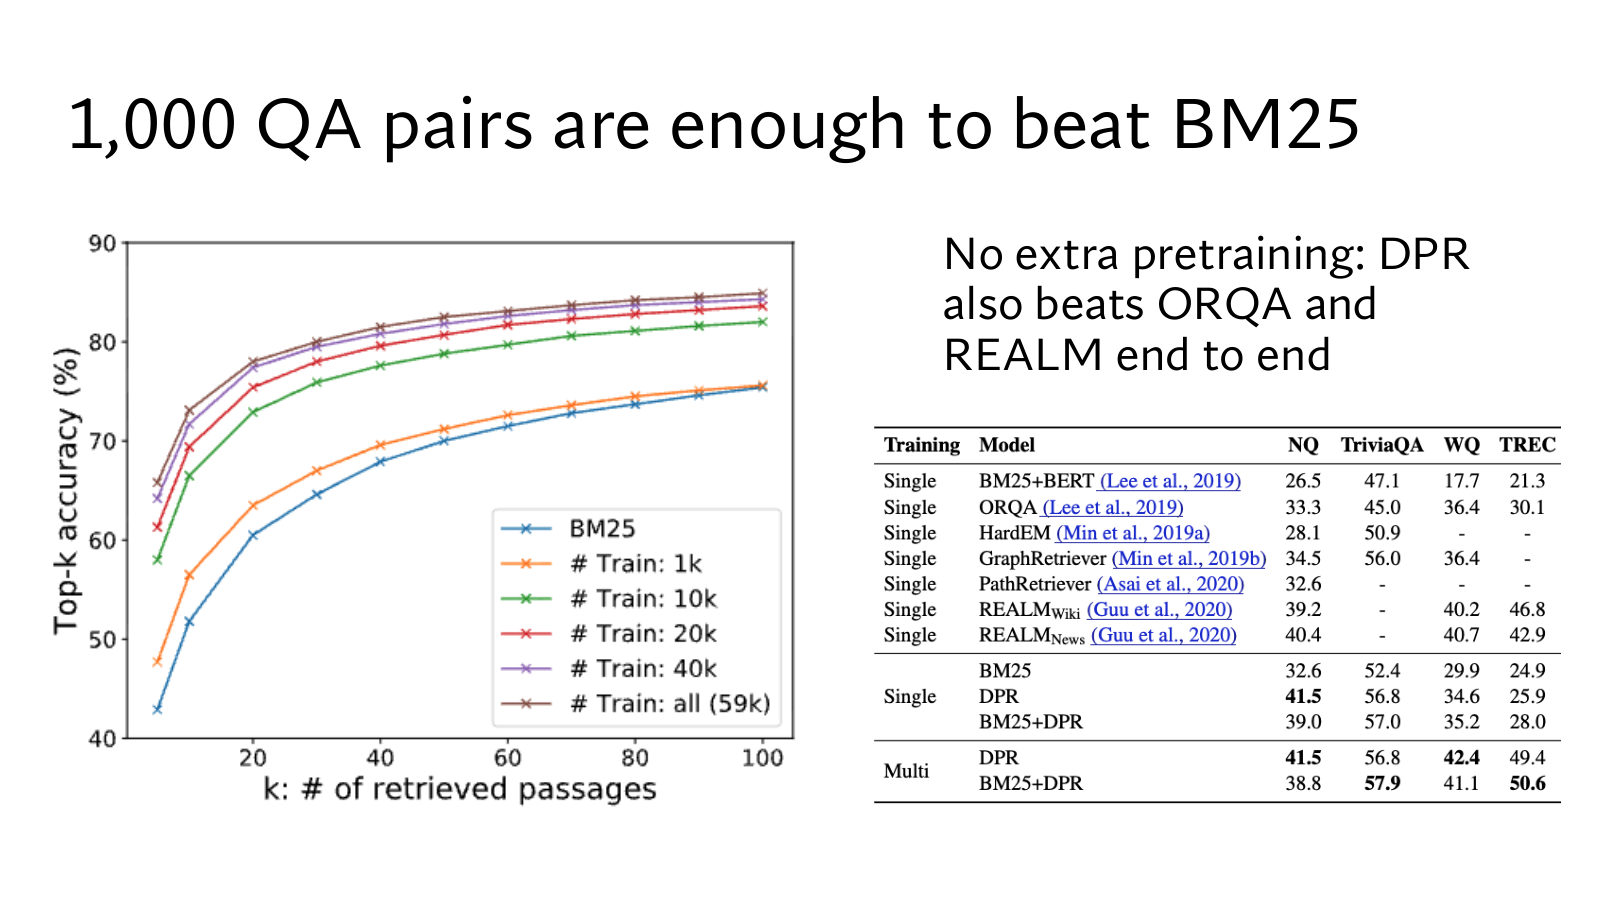 1,000 QA pairs are enough to beat BM25
90
80
70
60
50
40
Top-k accuracy (%)
20 40 60 80 100
k: # of retrieved passages
BM25
# Train: 1k
# Train: 10k
# Train: 20k
# Train: 40k
# Train: all (59k)
No extra pretraining: DPR
also beats ORQA and
REALM end to end
Training Model NQ TriviaQA WQ TREC
Single BM25+BERT (Lee et al., 2019) 26.5 47.1 17.7 21.3
Single ORQA (Lee et al., 2019) 33.3 45.0 36.4 30.1
Single HardEM (Min et al., 2019a) 28.1 50.9 - -
Single GraphRetriever (Min et al., 2019b) 34.5 56.0 36.4 -
Single PathRetriever (Asai et al., 2020) 32.6 - - -
Single REALMWiki (Guu et al., 2020) 39.2 - 40.2 46.8
Single REALMNews (Guu et al., 2020) 40.4 - 40.7 42.9
BM25 32.6 52.4 29.9 24.9
Single DPR 41.5 56.8 34.6 25.9
BM25+DPR 39.0 57.0 35.2 28.0
Multi DPR 41.5 56.8 42.4 49.4
BM25+DPR 38.8 57.9 41.1 50.6